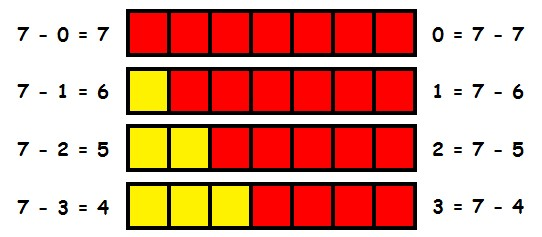 7 - 0 = 7 0 = 7 - 7
7 - 1 = 6 1 = 7 - 6
7 - 2 = 5 2 = 7 - 5
7 - 3 = 4 3 = 7 - 4